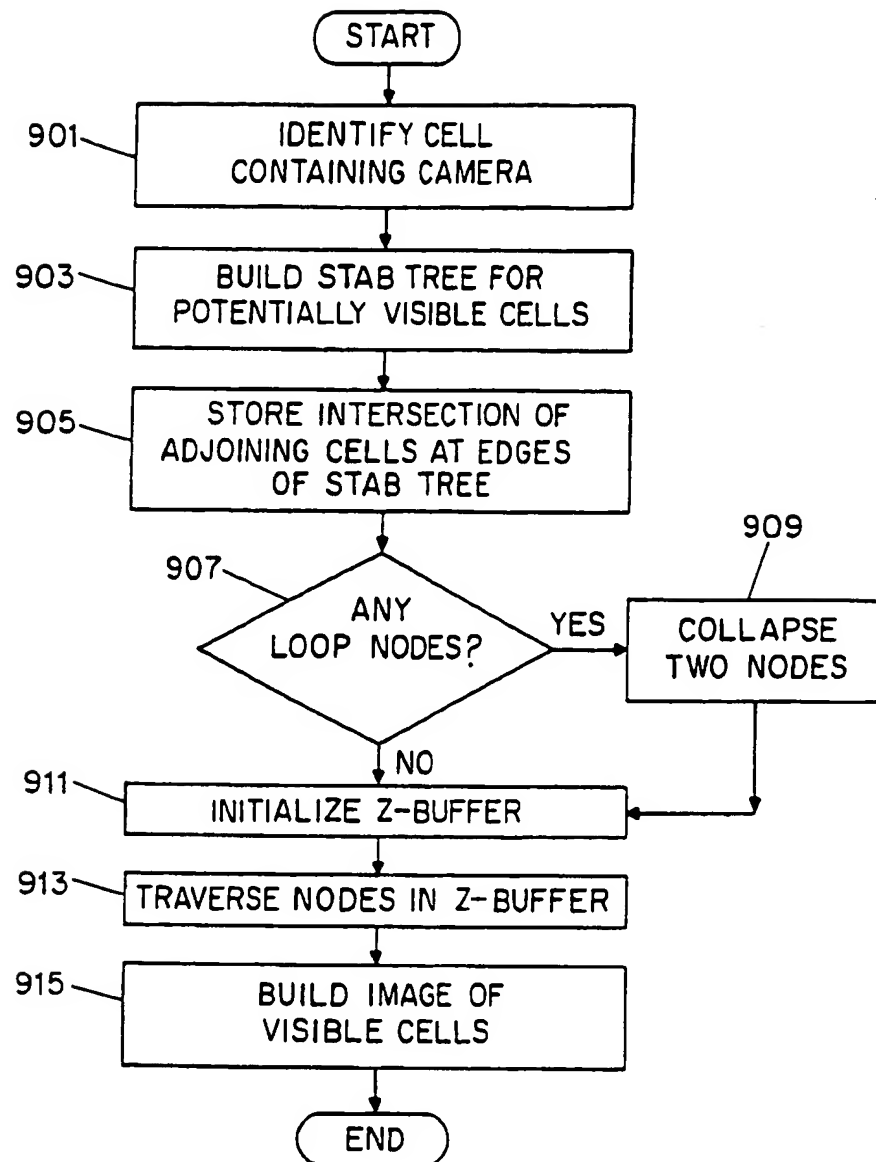 START
901
IDENTIFY CELL
CONTAINING CAMERA
903
BUILD STAB TREE FOR
POTENTIALLY VISIBLE CELLS
905
STORE INTERSECTION OF
ADJOINING CELLS AT EDGES
OF STAB TREE
907
ANY
LOOP NODES?
YES
909
COLLAPSE
TWO NODES
NO
911
INITIALIZE Z-BUFFER
913
TRAVERSE NODES IN Z-BUFFER
915
BUILD IMAGE OF
VISIBLE CELLS
END